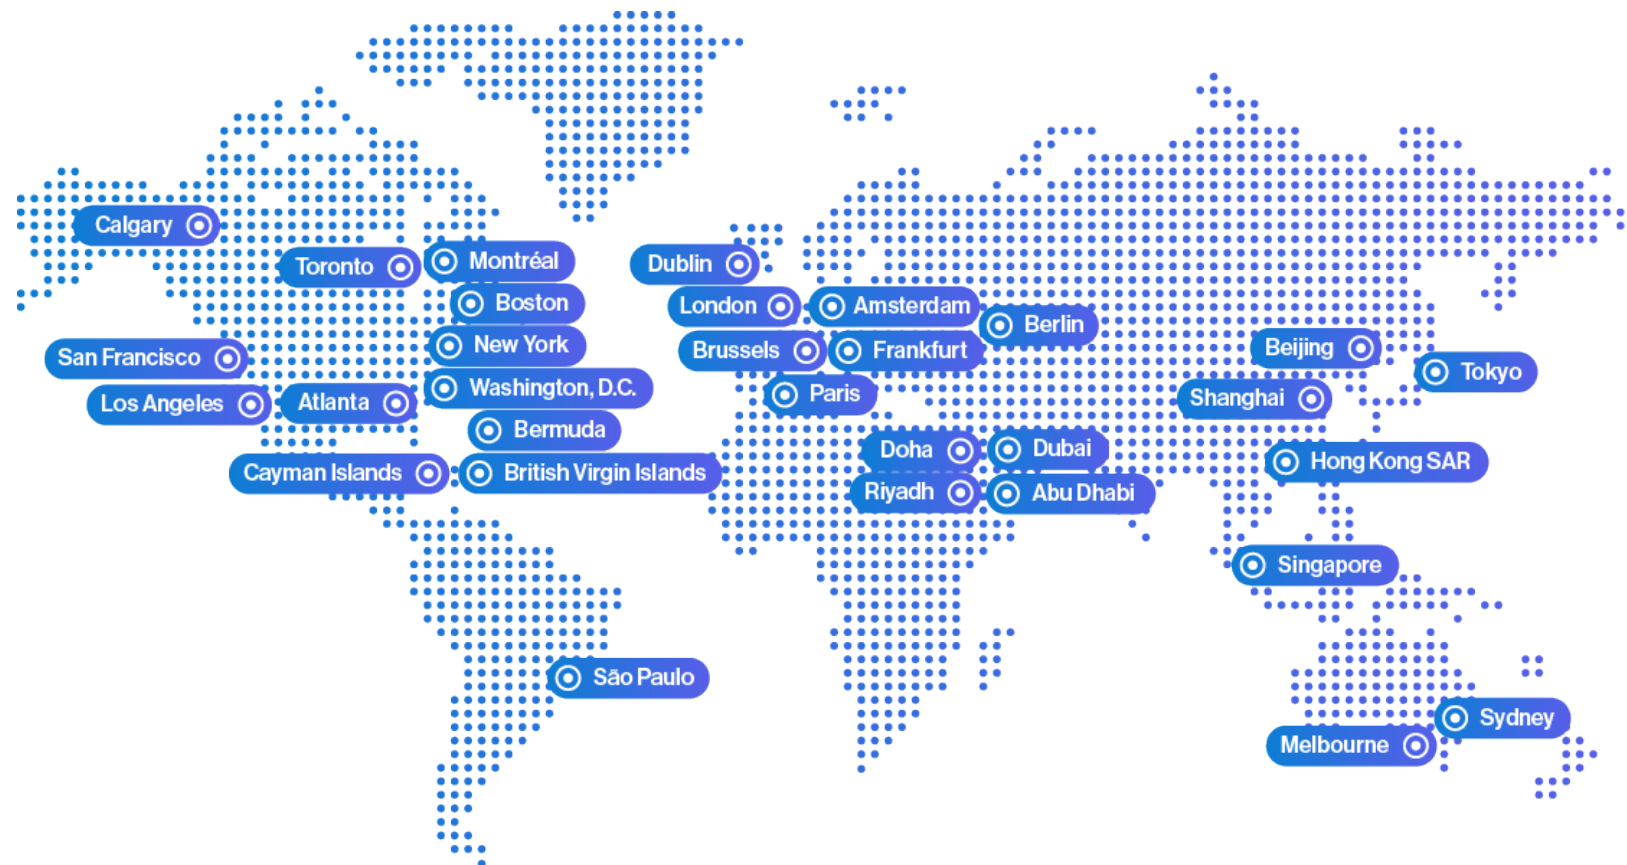 Calgary
Toronto
Montréal
Boston
New York
San Francisco
Washington, D.C.
Los Angeles
Atlanta
Bermuda
Cayman Islands
British Virgin Islands
São Paulo
Dublin
London
Amsterdam
Berlin
Brussels
Frankfurt
Paris
Doha
Dubai
Riyadh
Abu Dhabi
Beijing
Tokyo
Shanghai
Hong Kong SAR
Singapore
Sydney
Melbourne